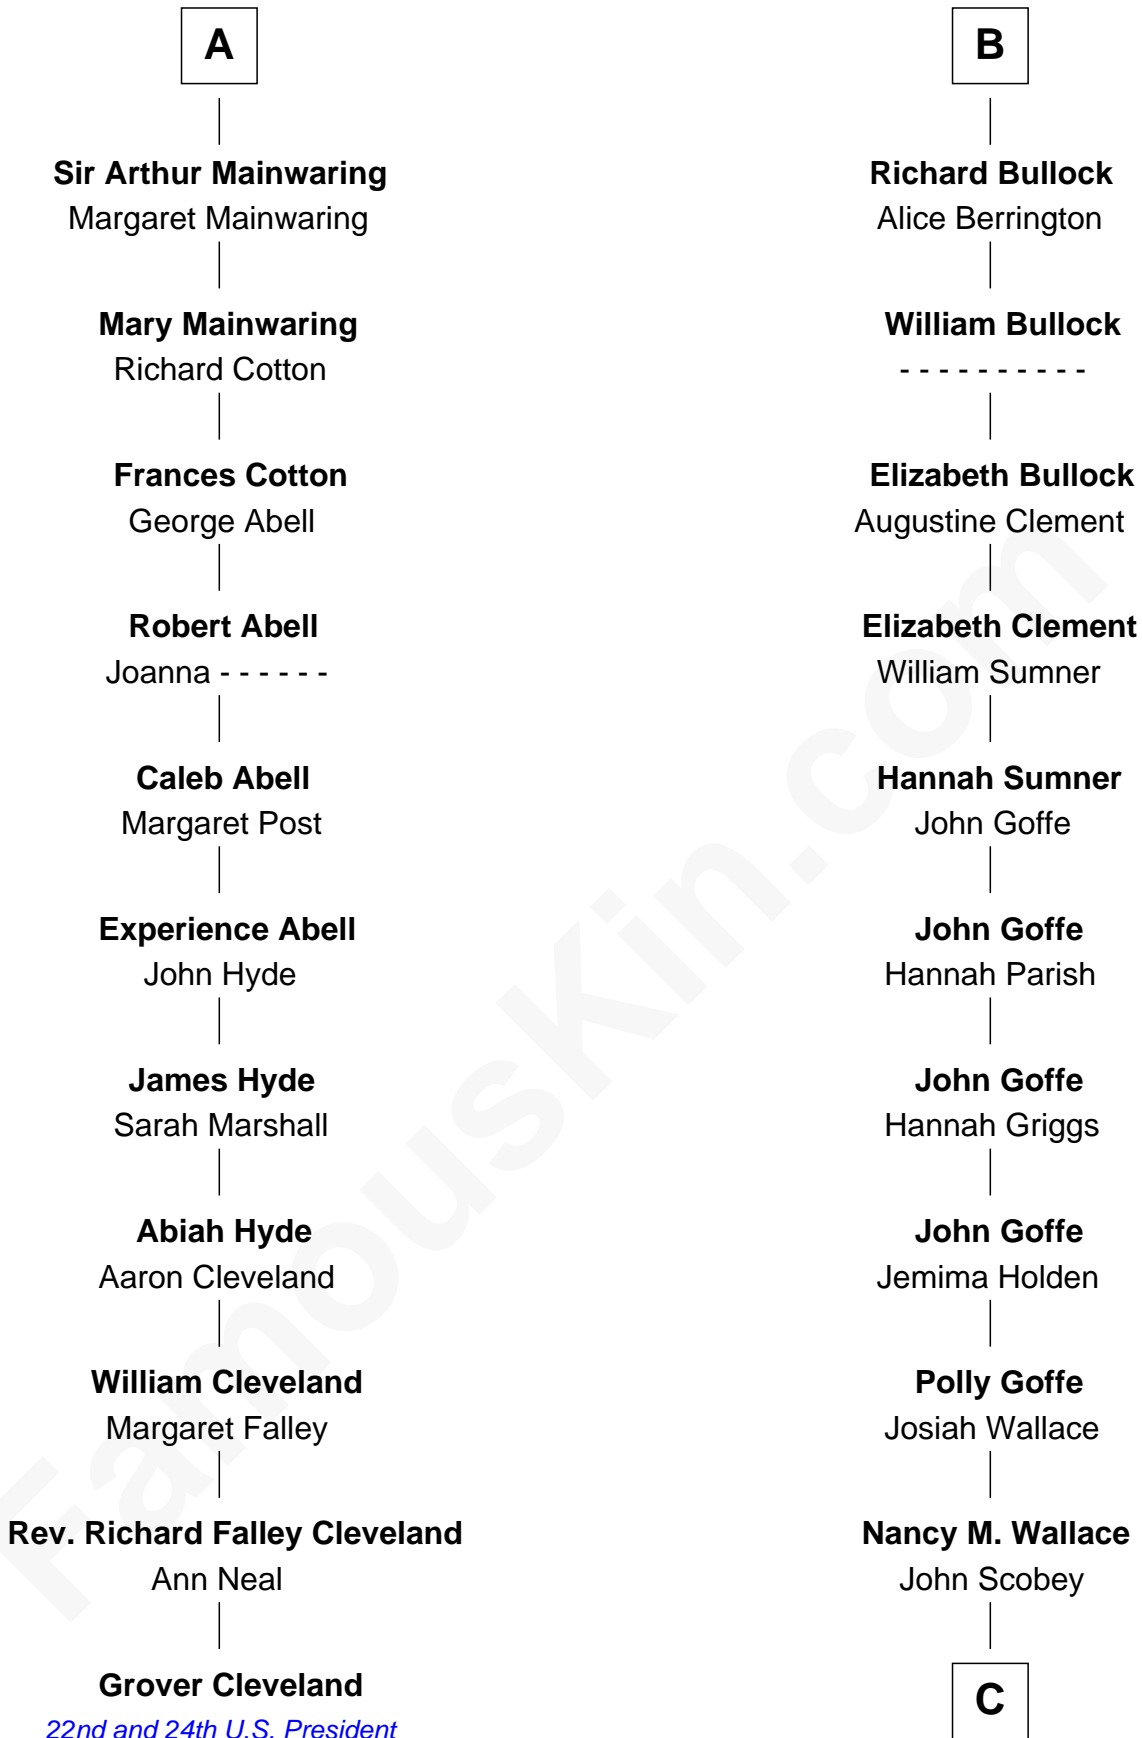 A
Sir Arthur Mainwaring
Margaret Mainwaring
Mary Mainwaring
Richard Cotton
Frances Cotton
George Abell
Robert Abell
Joanna - - - - - -
Caleb Abell
Margaret Post
Experience Abell
John Hyde
James Hyde
Sarah Marshall
Abiah Hyde
Aaron Cleveland
William Cleveland
Margaret Falley
Rev. Richard Falley Cleveland
Ann Neal
Grover Cleveland
22nd and 24th U.S. President
B
Richard Bullock
Alice Berrington
William Bullock
- - - - - - - - - -
Elizabeth Bullock
Augustine Clement
Elizabeth Clement
William Sumner
Hannah Sumner
John Goffe
John Goffe
Hannah Parish
John Goffe
Hannah Griggs
John Goffe
Jemima Holden
Polly Goffe
Josiah Wallace
Nancy M. Wallace
John Scobey
C
FamousKin.com